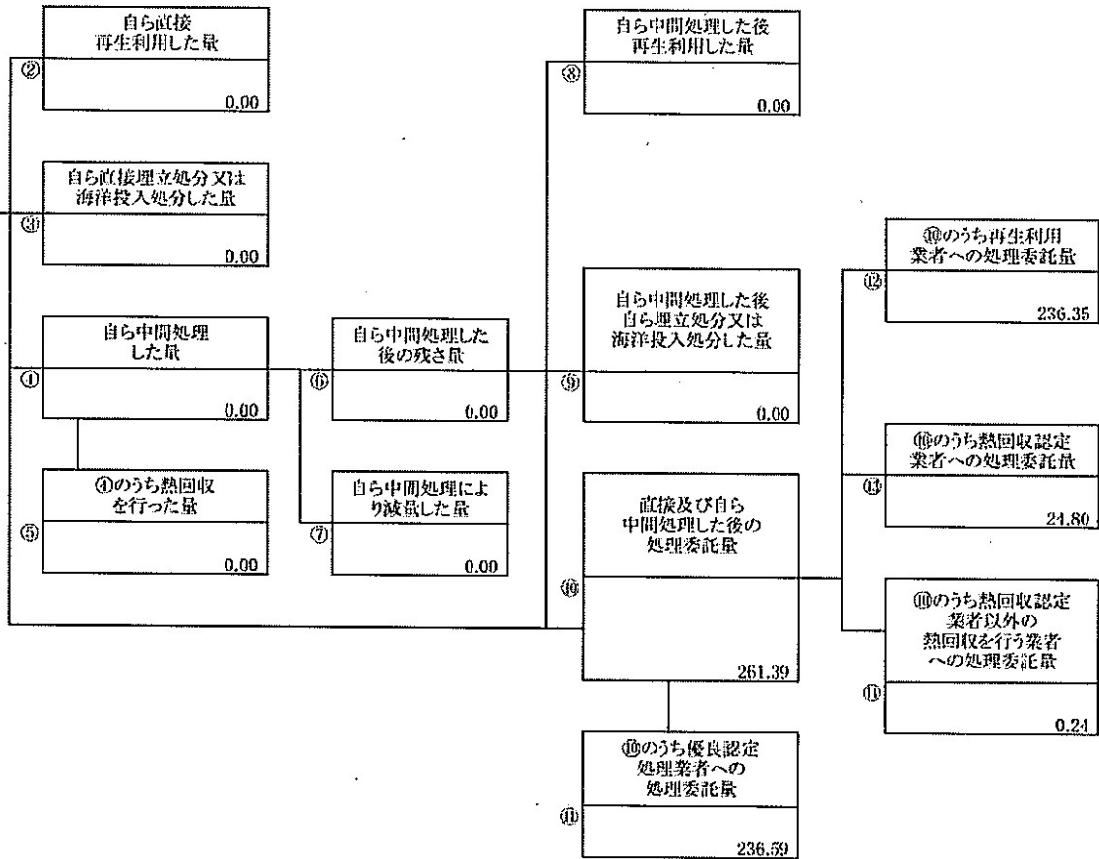 自ら直接
再生利用した量
②
0.00
自ら直接埋立処分又は
海洋投入処分した量
③
0.00
自ら中間処理
した量
④
0.00
④のうち熱回収
を行った量
⑤
0.00
自ら中間処理した
後の残さ量
⑥
0.00
自ら中間処理によ
り減量した量
⑦
0.00
自ら中間処理した後
再生利用した量
⑧
0.00
自ら中間処理した後
自ら埋立処分又は
海洋投入処分した量
⑨
0.00
直接及び自ら
中間処理した後の
処理委託量
⑩
261.39
⑩のうち優良認定
処理業者への
処理委託量
⑪
236.59
⑩のうち再生利用
業者への処理委託量
⑫
236.35
⑩のうち熱回収認定
業者への処理委託量
⑬
24.80
⑩のうち熱回収認定
業者以外の
熱回収を行う業者
への処理委託量
⑭
0.24